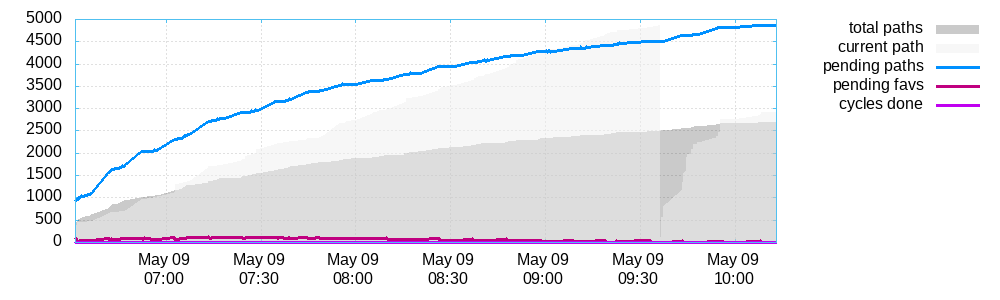 5000
4500
4000
3500
3000
2500
2000
1500
1000
500
0
May 09 May 09 May 09 May 09 May 09 May 09 May 09
07:00 07:30 08:00 08:30 09:00 09:30 10:00
total paths
current path
pending paths
pending favs
cycles done